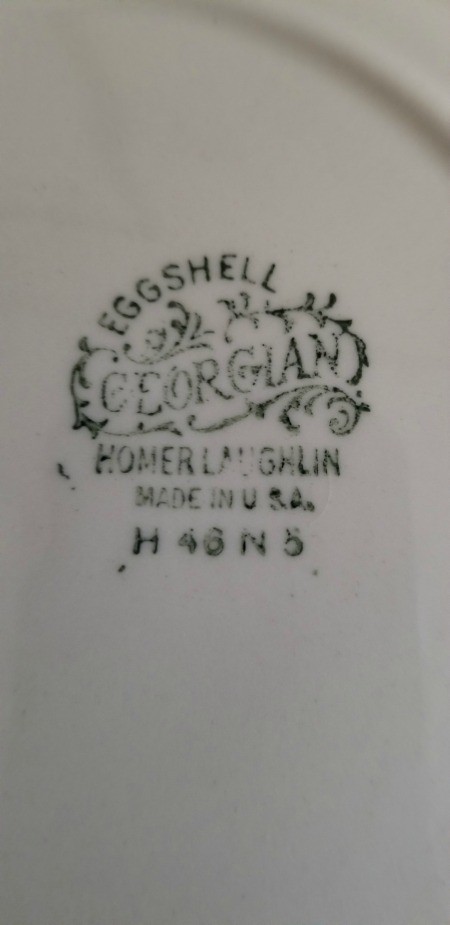 EGGSHELL
GEORGIAN
HOMER LAUGHLIN
MADE IN U.S.A.
H 46 N 5